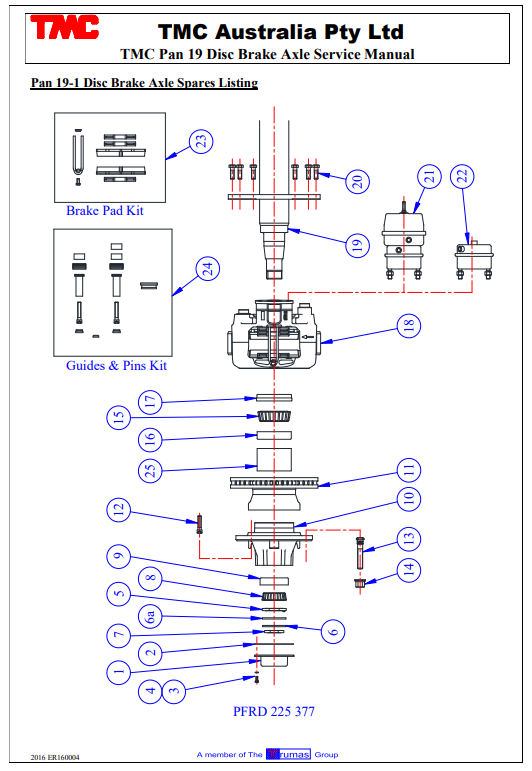 TMC
TMC Australia Pty Ltd
TMC Pan 19 Disc Brake Axle Service Manual
Pan 19-1 Disc Brake Axle Spares Listing
23
20
21
22
Brake Pad Kit
19
24
18
Guides & Pins Kit
17
15
16
25
11
10
12
13
9
14
8
5
6a
7
6
2
1
4
3
PFRD 225 377
2016 ER160004
A member of The Group